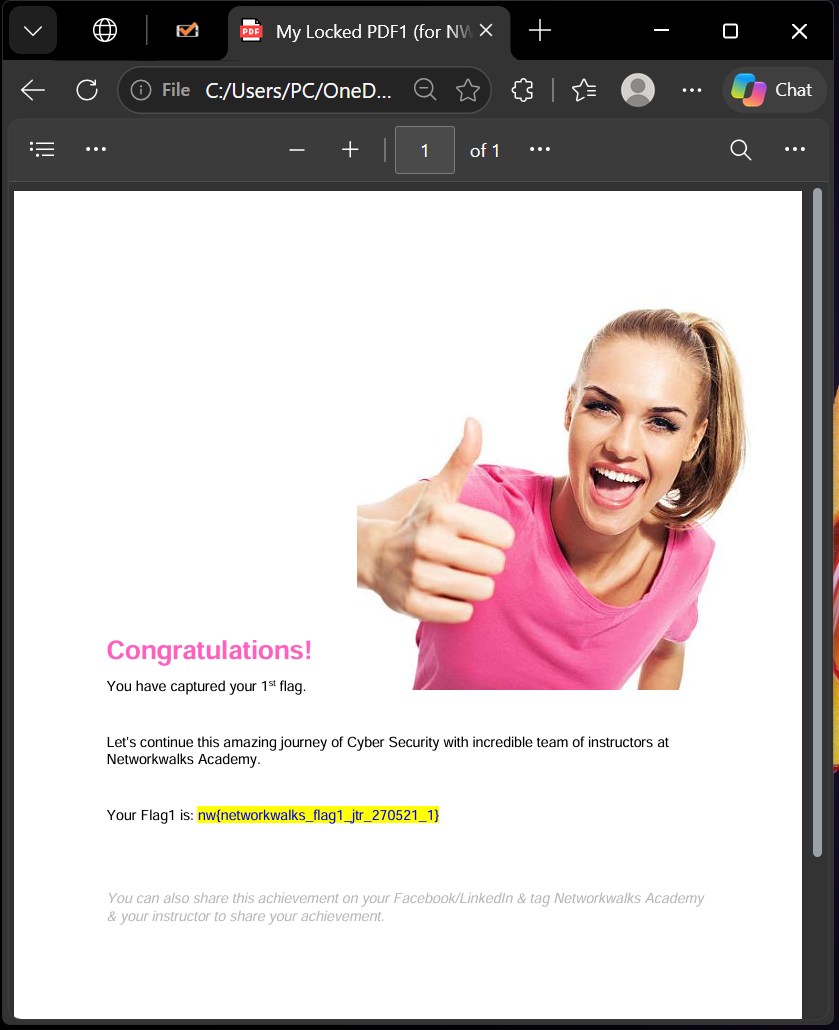 My Locked PDF1 (for NW
File C:/Users/PC/OneD...
Chat
1 of 1
Congratulations!
You have captured your 1st flag.
Let's continue this amazing journey of Cyber Security with incredible team of instructors at
Networkwalks Academy.
Your Flag1 is: nw{networkwalks_flag1_jtr_270521_1}
You can also share this achievement on your Facebook/LinkedIn & tag Networkwalks Academy
& your instructor to share your achievement.